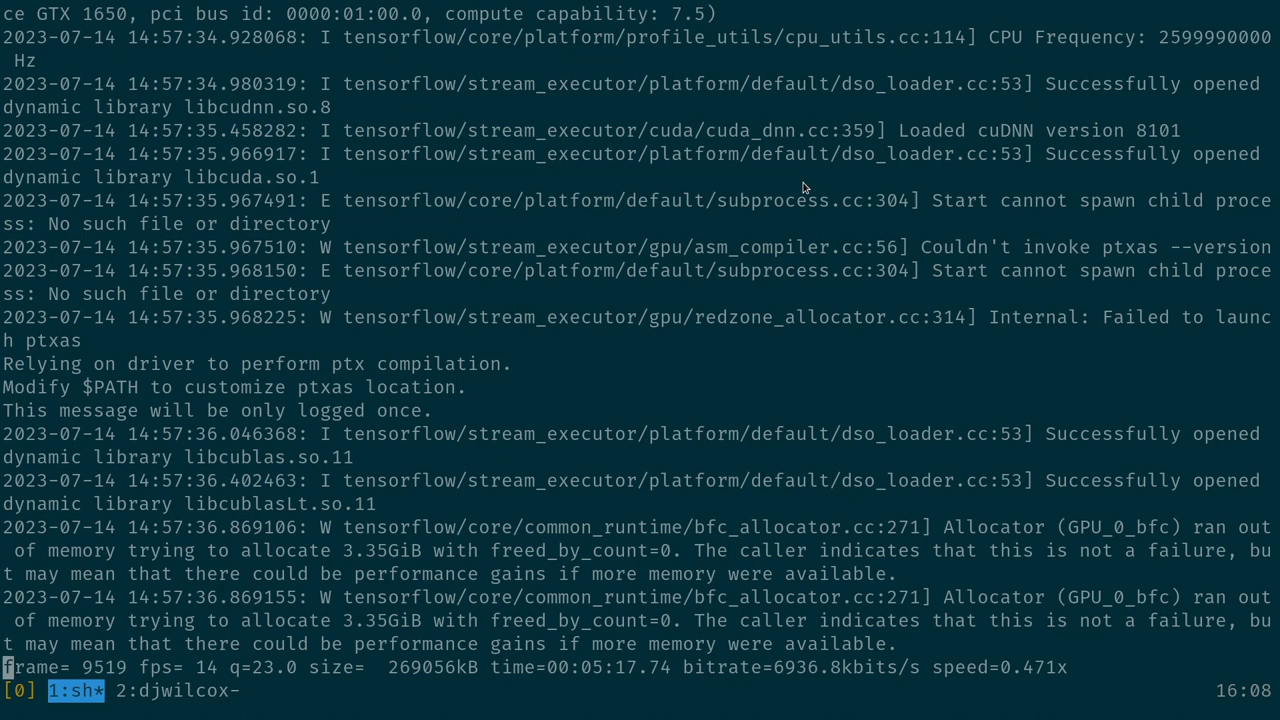 ce GTX 1650, pci bus id: 0000:01:00.0, compute capability: 7.5)
2023-07-14 14:57:34.928068: I tensorflow/core/platform/profile_utils/cpu_utils.cc:114] CPU Frequency: 2599990000
 Hz
2023-07-14 14:57:34.980319: I tensorflow/stream_executor/platform/default/dso_loader.cc:53] Successfully opened
dynamic library libcudnn.so.8
2023-07-14 14:57:35.458282: I tensorflow/stream_executor/cuda/cuda_dnn.cc:359] Loaded cuDNN version 8101
2023-07-14 14:57:35.966917: I tensorflow/stream_executor/platform/default/dso_loader.cc:53] Successfully opened
dynamic library libcuda.so.1
2023-07-14 14:57:35.967491: E tensorflow/core/platform/default/subprocess.cc:304] Start cannot spawn child proce
ss: No such file or directory
2023-07-14 14:57:35.967510: W tensorflow/stream_executor/gpu/asm_compiler.cc:56] Couldn't invoke ptxas --version
2023-07-14 14:57:35.968150: E tensorflow/core/platform/default/subprocess.cc:304] Start cannot spawn child proce
ss: No such file or directory
2023-07-14 14:57:35.968225: W tensorflow/stream_executor/gpu/redzone_allocator.cc:314] Internal: Failed to launc
h ptxas
Relying on driver to perform ptx compilation.
Modify $PATH to customize ptxas location.
This message will be only logged once.
2023-07-14 14:57:36.046368: I tensorflow/stream_executor/platform/default/dso_loader.cc:53] Successfully opened
dynamic library libcublas.so.11
2023-07-14 14:57:36.402463: I tensorflow/stream_executor/platform/default/dso_loader.cc:53] Successfully opened
dynamic library libcublasLt.so.11
2023-07-14 14:57:36.869106: W tensorflow/core/common_runtime/bfc_allocator.cc:271] Allocator (GPU_0_bfc) ran out
 of memory trying to allocate 3.35GiB with freed_by_count=0. The caller indicates that this is not a failure, bu
t may mean that there could be performance gains if more memory were available.
2023-07-14 14:57:36.869155: W tensorflow/core/common_runtime/bfc_allocator.cc:271] Allocator (GPU_0_bfc) ran out
 of memory trying to allocate 3.35GiB with freed_by_count=0. The caller indicates that this is not a failure, bu
t may mean that there could be performance gains if more memory were available.
frame= 9519 fps= 14 q=23.0 size=  269056kB time=00:05:17.74 bitrate=6936.8kbits/s speed=0.471x
[0] 1:sh* 2:djwilcox- 16:08